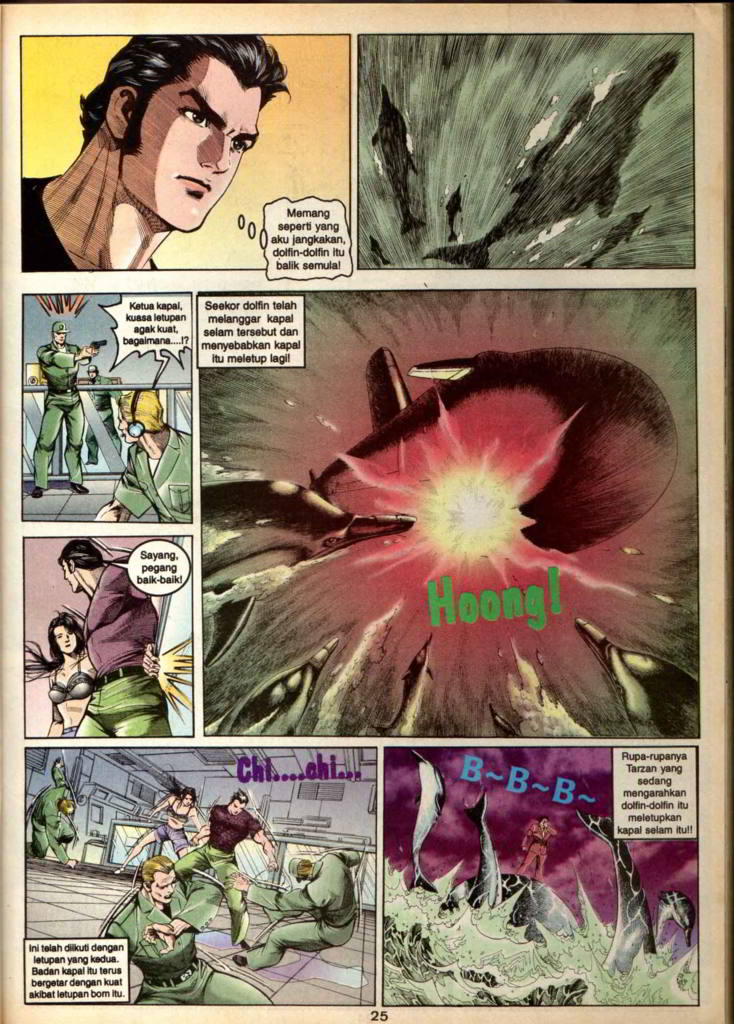 Memang
seperti yang
aku jangkakan,
dolfin-dolfin itu
balik semula!
Ketua kapal,
kuasa letupan
agak kuat,
bagaimana....!?
Seekor dolfin telah
melanggar kapal
selam tersebut dan
menyebabkan kapal
itu meletup lagi!
Hoong!
Sayang,
pegang
baik-baik!
Chi....chi...
Ini telah diikuti dengan
letupan yang kedua.
Badan kapal itu terus
bergetar dengan kuat
akibat letupan bom itu.
B~B~B~
Rupa-rupanya
Tarzan yang
sedang
mengarahkan
dolfin-dolfin itu
meletupkan
kapal selam itu!!
25